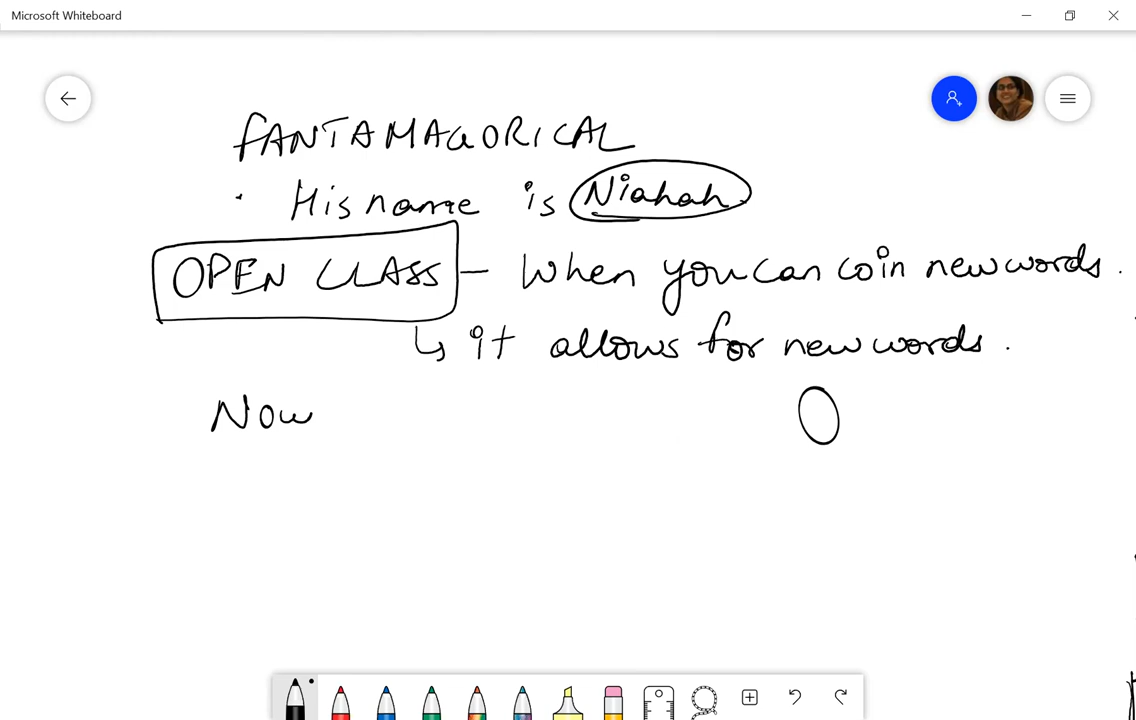 Microsoft Whiteboard
FANTAMAGORICAL
· His name is Niahah
OPEN CLASS - When you can coin new words.
↳ it allows for new words.
Now